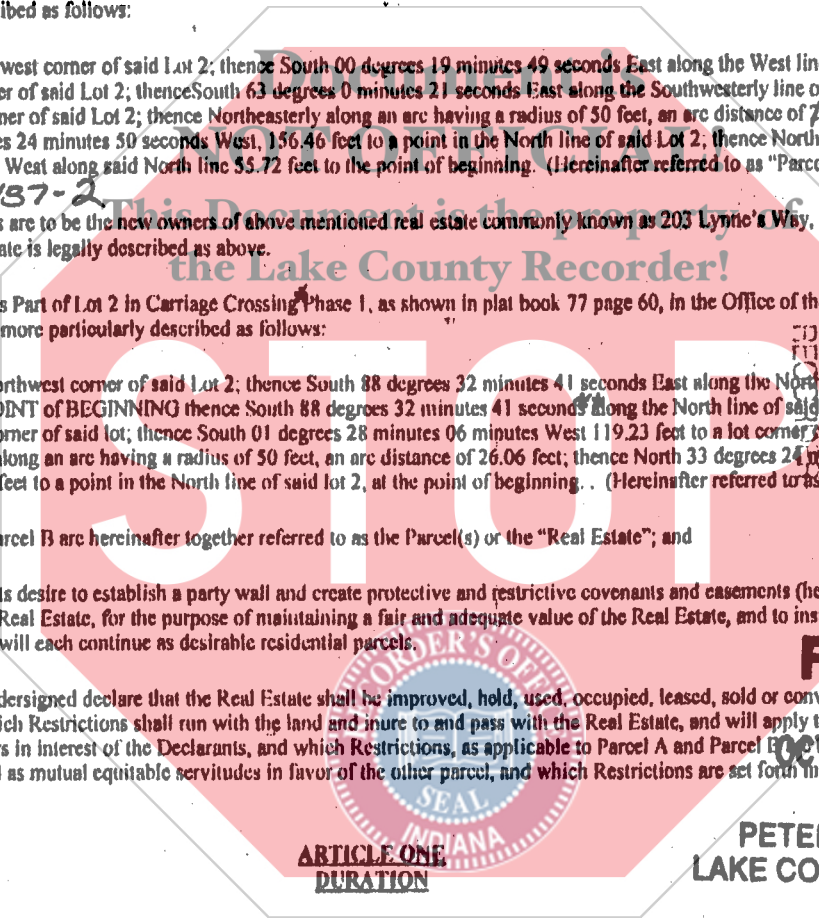 ibed as follows:
west corner of said Lot 2; thence South 00 degrees 19 minutes 49 seconds East along the West lin
er of said Lot 2; thenceSouth 63 degrees 0 minutes 21 seconds East along the Southwesterly line o
ner of said Lot 2; thence Northeasterly along an arc having a radius of 50 feet, an arc distance of
es 24 minutes 50 seconds West, 156.46 feet to a point in the North line of said Lot 2; thence North
West along said North line 55.72 feet to the point of beginning. (Hereinafter referred to as "Parce
87-2
s are to be the new owners of above mentioned real estate commonly known as 203 Lynne's Way,
ate is legally described as above.
Document is
NOT OFFICIAL
This Document is the property of
the Lake County Recorder!
s Part of Lot 2 in Carriage Crossing Phase 1, as shown in plat book 77 page 60, in the Office of th
more particularly described as follows:
orthwest corner of said Lot 2; thence South 88 degrees 32 minutes 41 seconds East along the North
OINT of BEGINNING thence South 88 degrees 32 minutes 41 seconds along the North line of said
orner of said lot; thence South 01 degrees 28 minutes 06 minutes West 119.23 feet to a lot corner
along an arc having a radius of 50 feet, an arc distance of 26.06 feet; thence North 33 degrees 24
feet to a point in the North line of said lot 2, at the point of beginning. . (Hereinafter referred to as
STOP
arcel B are hereinafter together referred to as the Parcel(s) or the "Real Estate"; and
ts desire to establish a party wall and create protective and restrictive covenants and easements (he
Real Estate, for the purpose of maintaining a fair and adequate value of the Real Estate, and to ins
will each continue as desirable residential parcels.
F
dersigned declare that the Real Estate shall be improved, held, used, occupied, leased, sold or conv
ich Restrictions shall run with the land and inure to and pass with the Real Estate, and will apply t
rs in interest of the Declarants, and which Restrictions, as applicable to Parcel A and Parcel B
OCT
as mutual equitable servitudes in favor of the other parcel, and which Restrictions are set forth in
RECORDER'S OFFICE
SEAL
INDIANA
ARTICLE ONE
DURATION
PETE
LAKE CO